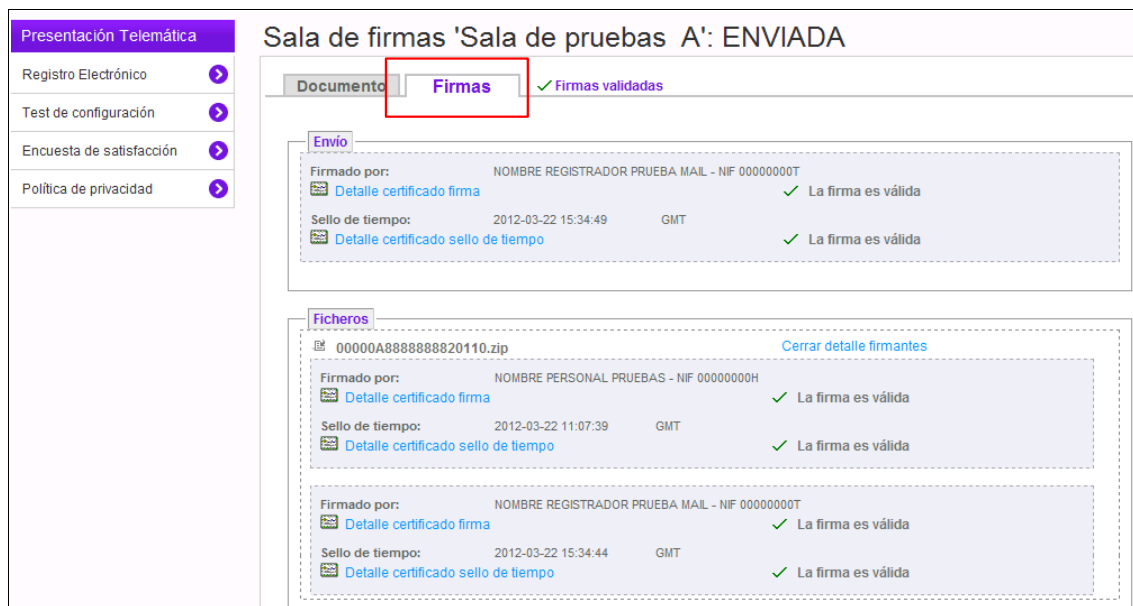 Presentación Telemática
Registro Electrónico
Test de configuración
Encuesta de satisfacción
Política de privacidad
Sala de firmas 'Sala de pruebas A': ENVIADA
Documento Firmas Firmas validadas
Envío
Firmado por: NOMBRE REGISTRADOR PRUEBA MAIL - NIF 00000000T
Detalle certificado firma La firma es válida
Sello de tiempo: 2012-03-22 15:34:49 GMT
Detalle certificado sello de tiempo La firma es válida
Ficheros
00000A8888888820110.zip Cerrar detalle firmantes
Firmado por: NOMBRE PERSONAL PRUEBAS - NIF 00000000H
Detalle certificado firma La firma es válida
Sello de tiempo: 2012-03-22 11:07:39 GMT
Detalle certificado sello de tiempo La firma es válida
Firmado por: NOMBRE REGISTRADOR PRUEBA MAIL - NIF 00000000T
Detalle certificado firma La firma es válida
Sello de tiempo: 2012-03-22 15:34:44 GMT
Detalle certificado sello de tiempo La firma es válida